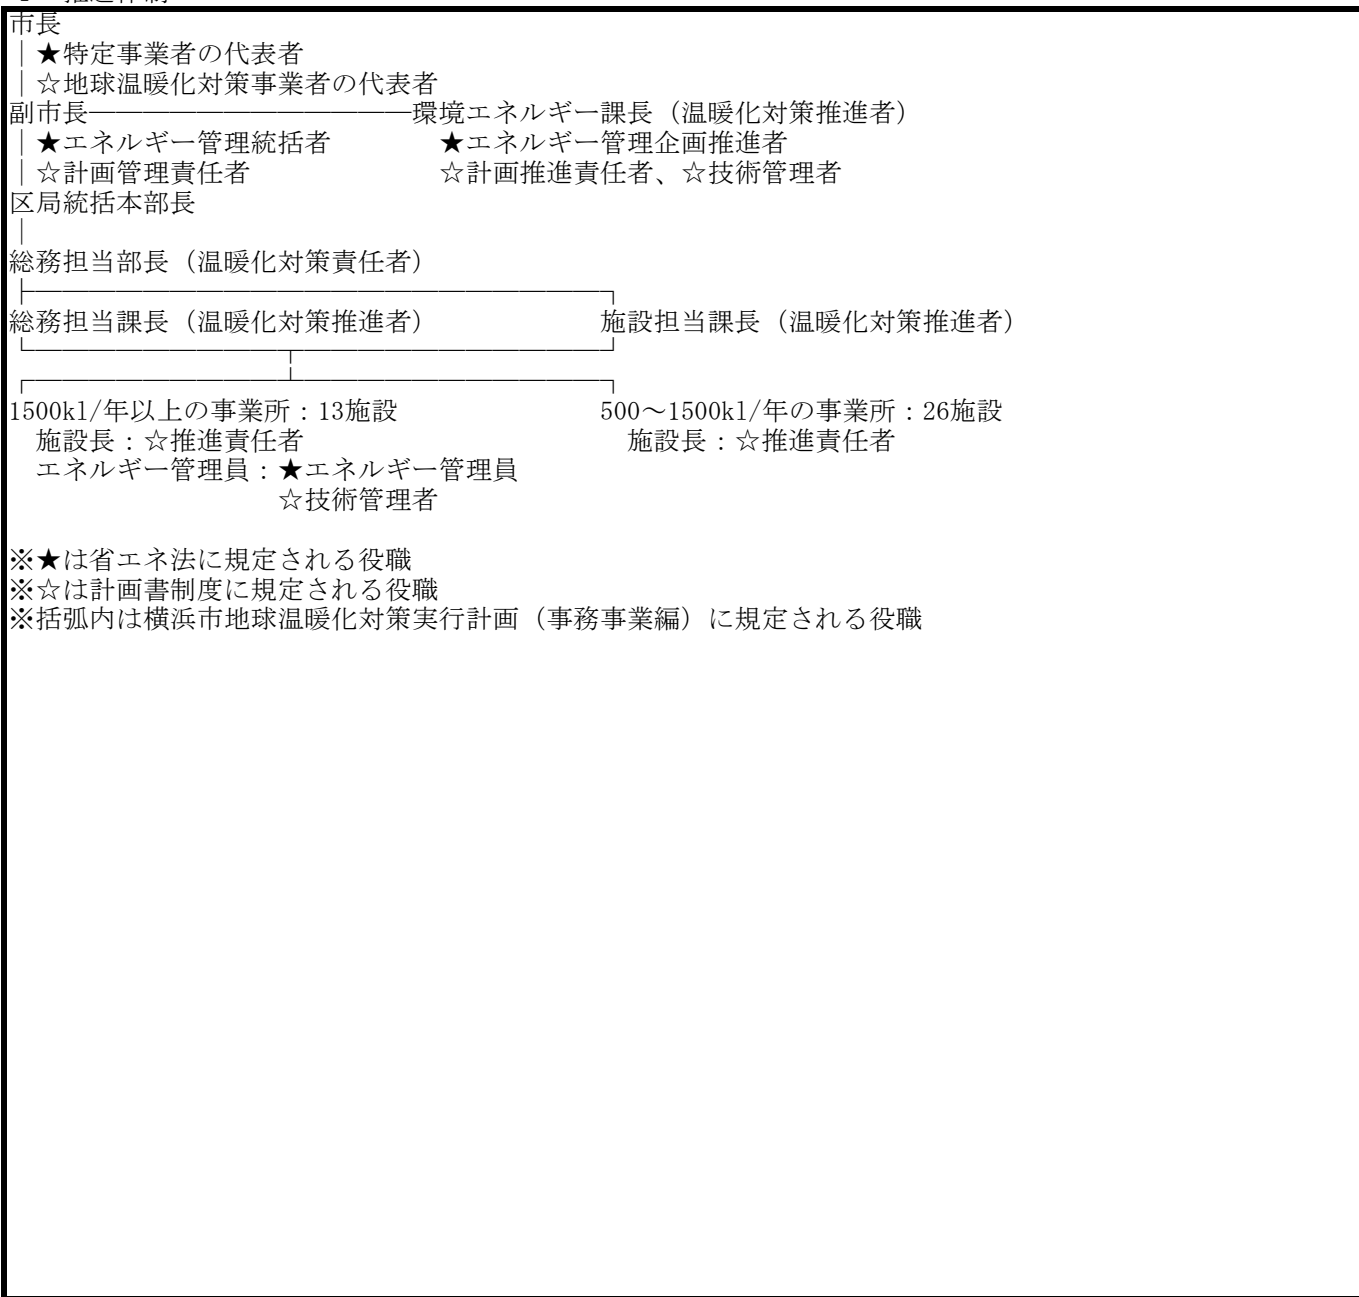 市長
｜★特定事業者の代表者
｜☆地球温暖化対策事業者の代表者
副市長――――――――――――環境エネルギー課長（温暖化対策推進者）
｜★エネルギー管理統括者　　　　★エネルギー管理企画推進者
｜☆計画管理責任者　　　　　　　☆計画推進責任者、☆技術管理者
区局統括本部長
｜
総務担当部長（温暖化対策責任者）
├―――――――――――――――――――――┐
総務担当課長（温暖化対策推進者）　　　　　　　施設担当課長（温暖化対策推進者）
└―――――――――┬―――――――――――┘
┌―――――――――┴―――――――――――┐
1500kl/年以上の事業所：13施設　　　　　　　　500～1500kl/年の事業所：26施設
　施設長：☆推進責任者　　　　　　　　　　　　施設長：☆推進責任者
　エネルギー管理員：★エネルギー管理員
　　　　　　　　　　☆技術管理者
※★は省エネ法に規定される役職
※☆は計画書制度に規定される役職
※括弧内は横浜市地球温暖化対策実行計画（事務事業編）に規定される役職